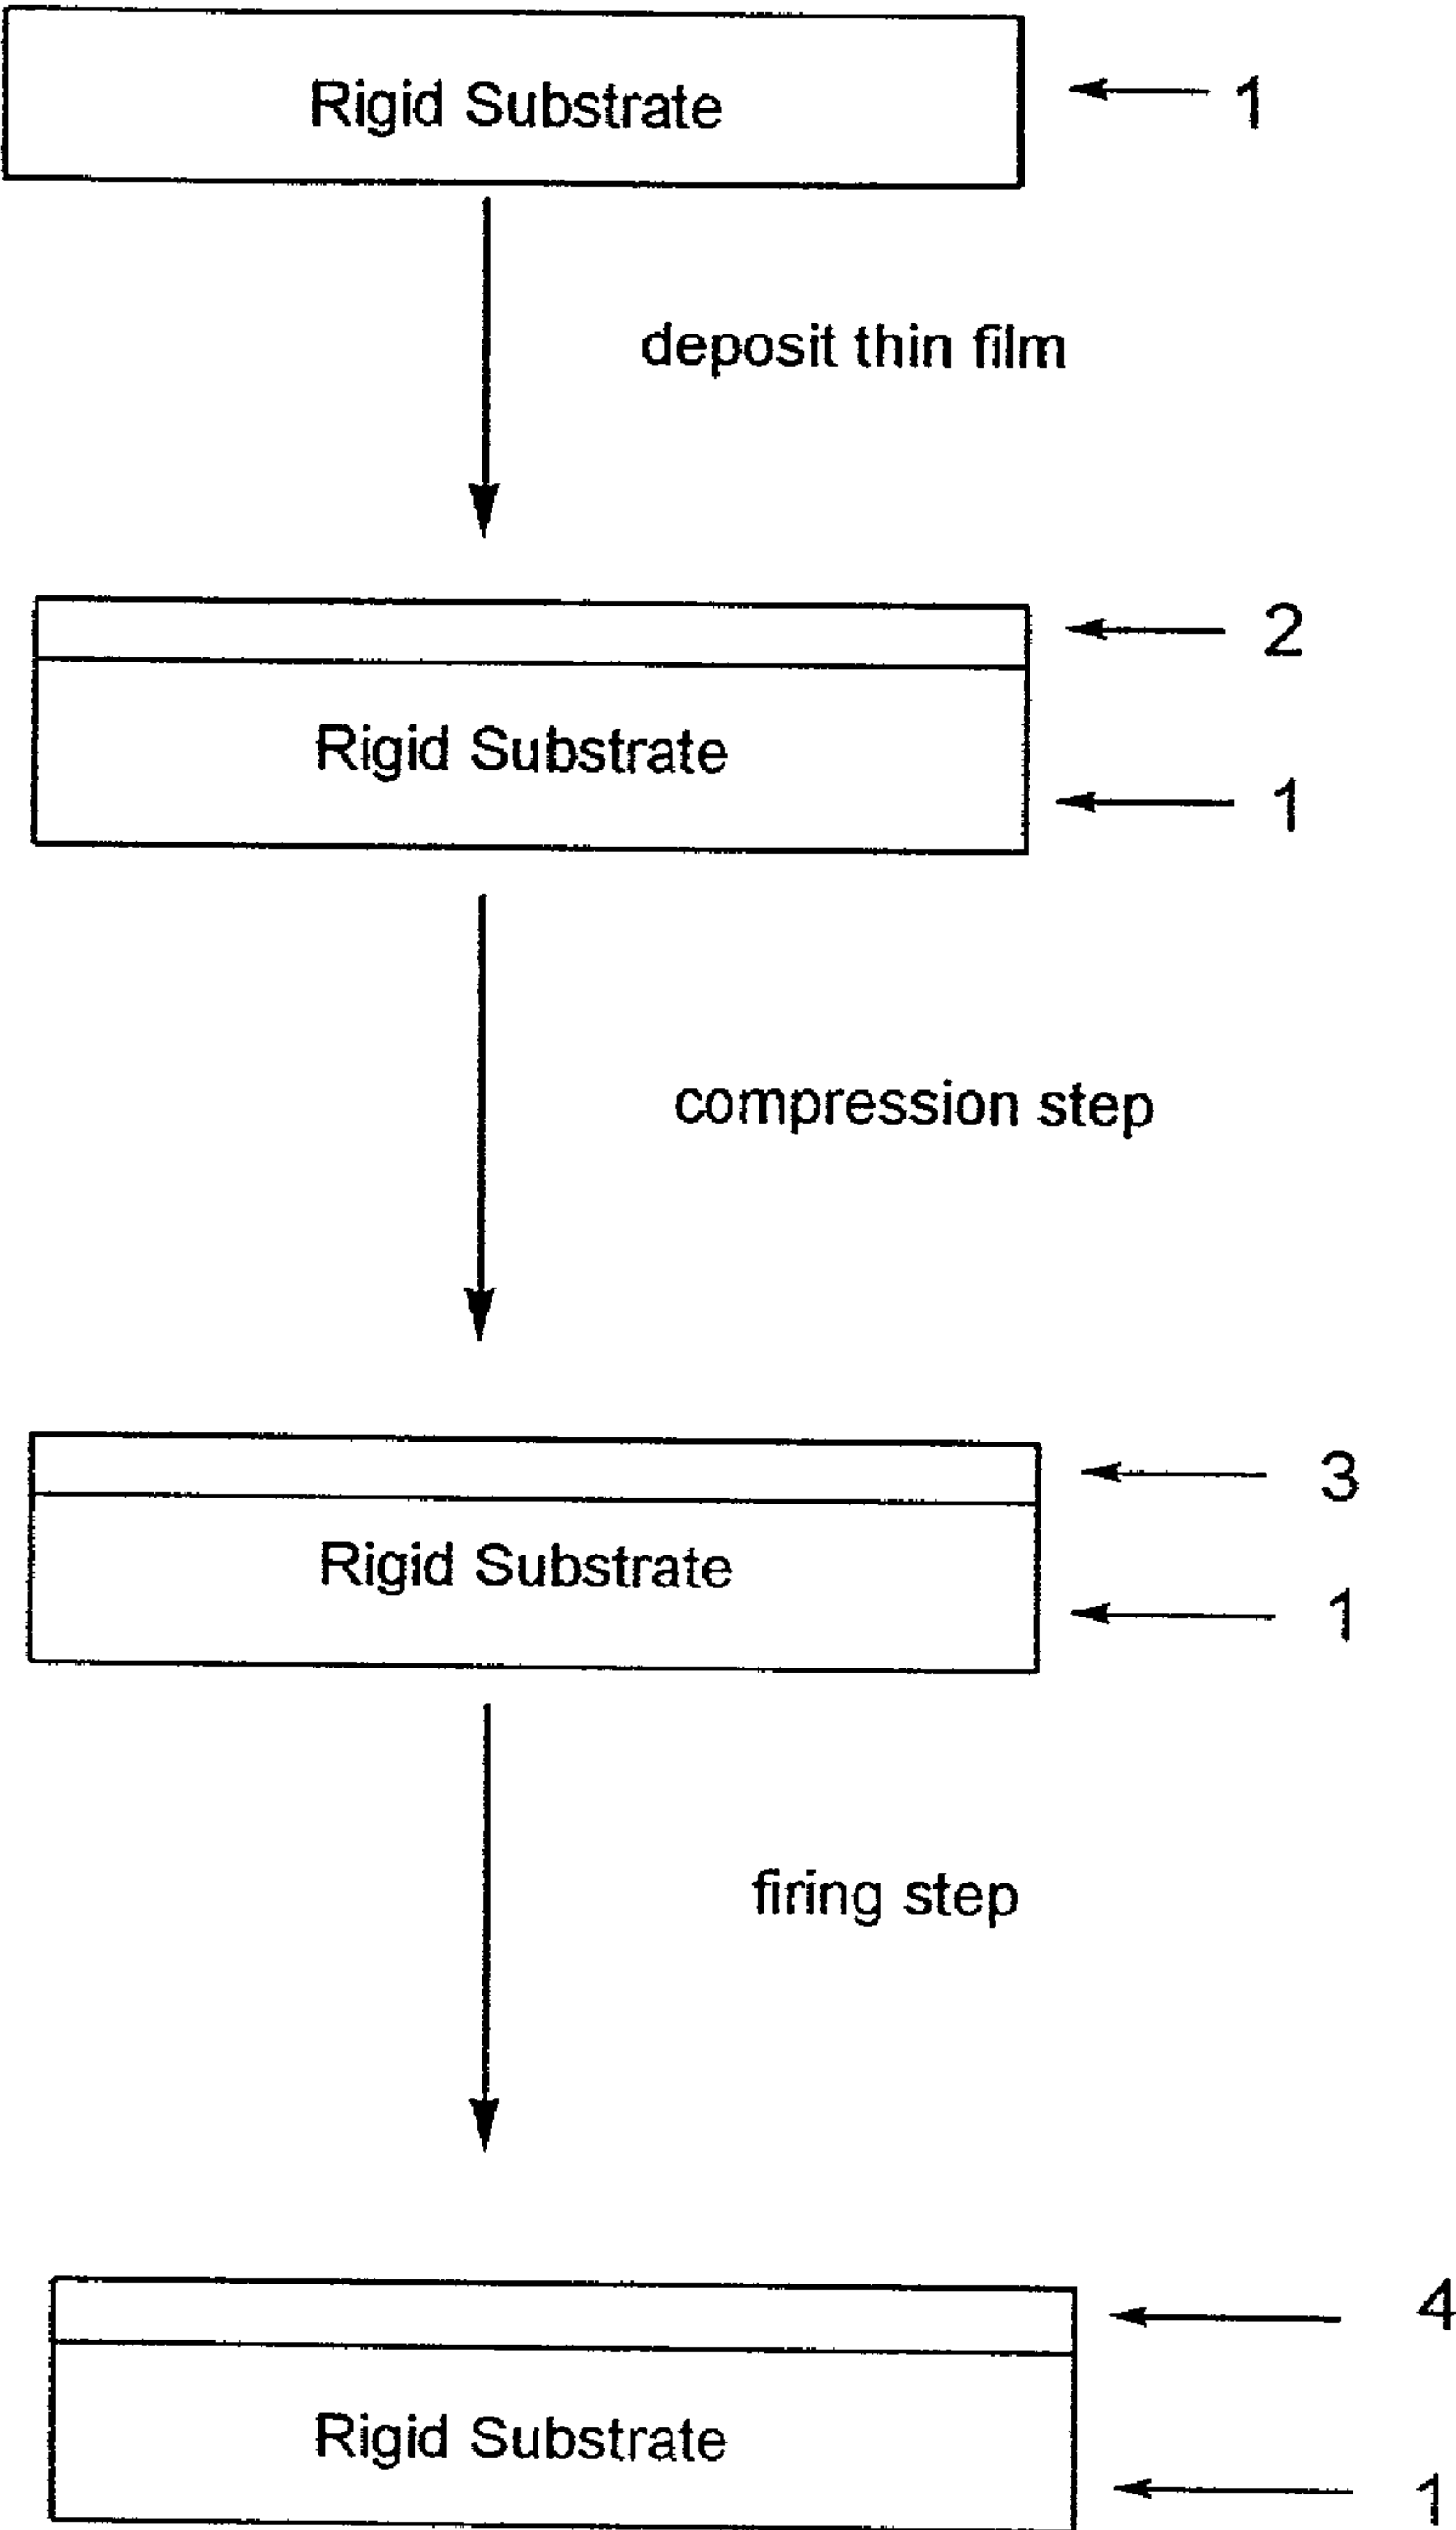 Rigid Substrate 1
deposit thin film
2
Rigid Substrate
1
compression step
3
Rigid Substrate
1
firing step
4
Rigid Substrate
1